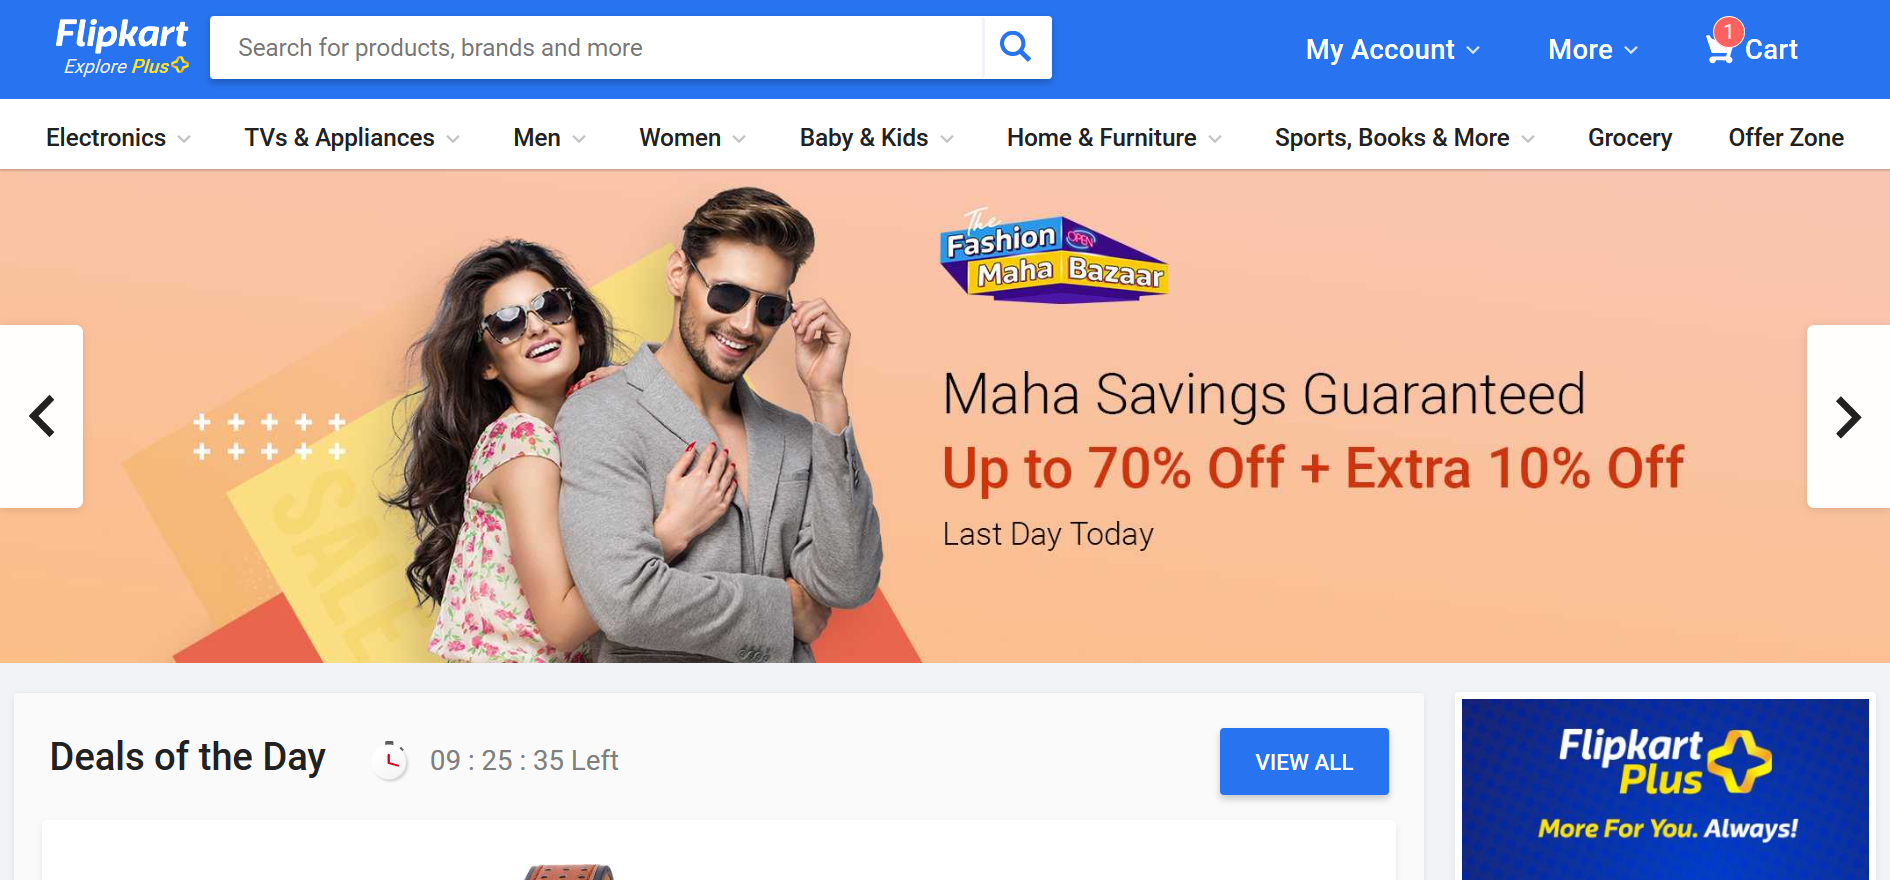 Flipkart
Explore Plus
Search for products, brands and more
My Account
More
1
Cart
Electronics
TVs & Appliances
Men
Women
Baby & Kids
Home & Furniture
Sports, Books & More
Grocery
Offer Zone
SALE
The
Fashion
OPEN
Maha Bazaar
Maha Savings Guaranteed
Up to 70% Off + Extra 10% Off
Last Day Today
Deals of the Day
09 : 25 : 35 Left
VIEW ALL
Flipkart
Plus
More For You. Always!